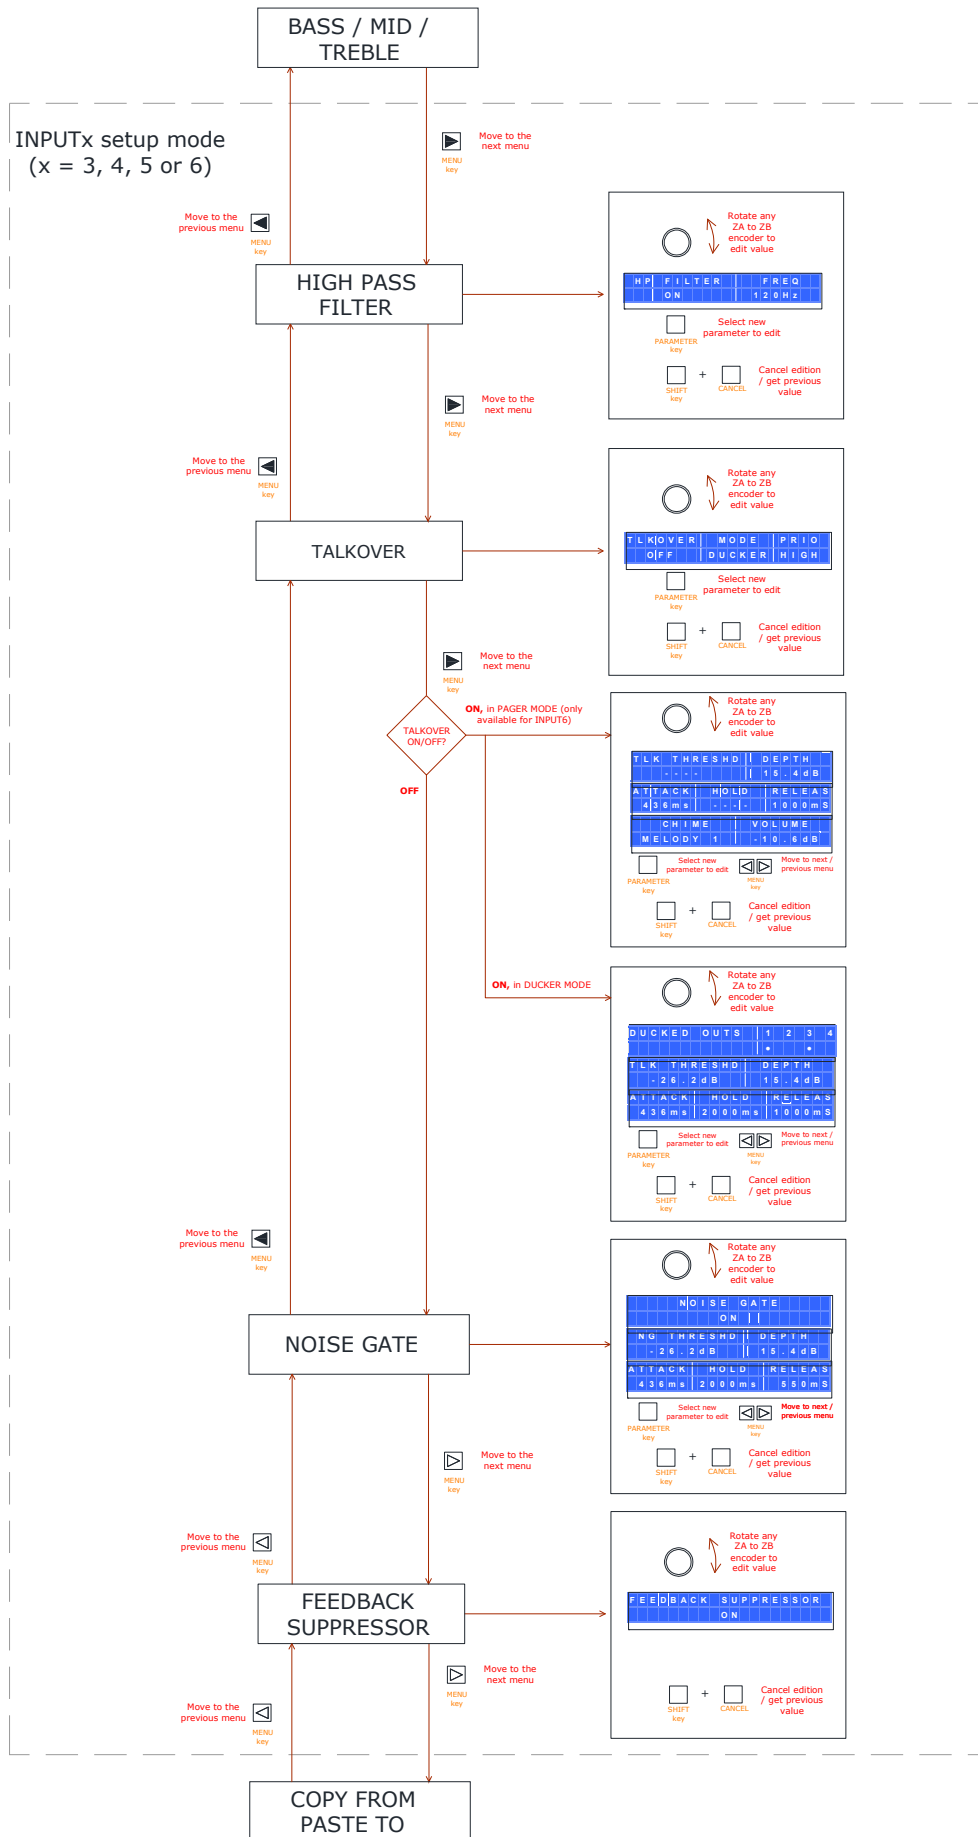 BASS / MID /
TREBLE
INPUTx setup mode
(x = 3, 4, 5 or 6)
Move to the
next menu
MENU
key
Move to the
previous menu
MENU
key
HIGH PASS
FILTER
Rotate any
ZA to ZB
encoder to
edit value
HP FILTER FREQ
ON 120Hz
Select new
parameter to edit
PARAMETER
key
+
SHIFT
key
CANCEL
Cancel edition
/ get previous
value
Move to the
next menu
MENU
key
Move to the
previous menu
MENU
key
TALKOVER
Rotate any
ZA to ZB
encoder to
edit value
TLKOVER MODE PRIO
OFF DUCKER HIGH
Select new
parameter to edit
PARAMETER
key
+
SHIFT
key
CANCEL
Cancel edition
/ get previous
value
Move to the
next menu
MENU
key
TALKOVER
ON/OFF?
ON, in PAGER MODE (only
available for INPUT6)
OFF
Rotate any
ZA to ZB
encoder to
edit value
TLK THRESHD DEPTH
---- 15.4dB
ATTACK HOLD RELEAS
436ms ---- 1000mS
CHIME VOLUME
MELODY 1 -10.6dB
PARAMETER
key
Select new
parameter to edit
MENU
key
Move to next /
previous menu
+
SHIFT
key
CANCEL
Cancel edition
/ get previous
value
ON, in DUCKER MODE
Rotate any
ZA to ZB
encoder to
edit value
DUCKED OUTS 1 2 3 4
• •
TLK THRESHD DEPTH
-26.2dB 15.4dB
ATTACK HOLD RELEAS
436ms 2000ms 1000mS
PARAMETER
key
Select new
parameter to edit
MENU
key
Move to next /
previous menu
+
SHIFT
key
CANCEL
Cancel edition
/ get previous
value
Move to the
previous menu
MENU
key
NOISE GATE
Rotate any
ZA to ZB
encoder to
edit value
NOISE GATE
ON
NG THRESHD DEPTH
-26.2dB 15.4dB
ATTACK HOLD RELEAS
436ms 2000ms 550mS
PARAMETER
key
Select new
parameter to edit
MENU
key
Move to next /
previous menu
+
SHIFT
key
CANCEL
Cancel edition
/ get previous
value
Move to the
next menu
MENU
key
Move to the
previous menu
MENU
key
FEEDBACK
SUPPRESSOR
Rotate any
ZA to ZB
encoder to
edit value
FEEDBACK SUPPRESSOR
ON
+
SHIFT
key
CANCEL
Cancel edition
/ get previous
value
Move to the
next menu
MENU
key
Move to the
previous menu
MENU
key
COPY FROM
PASTE TO